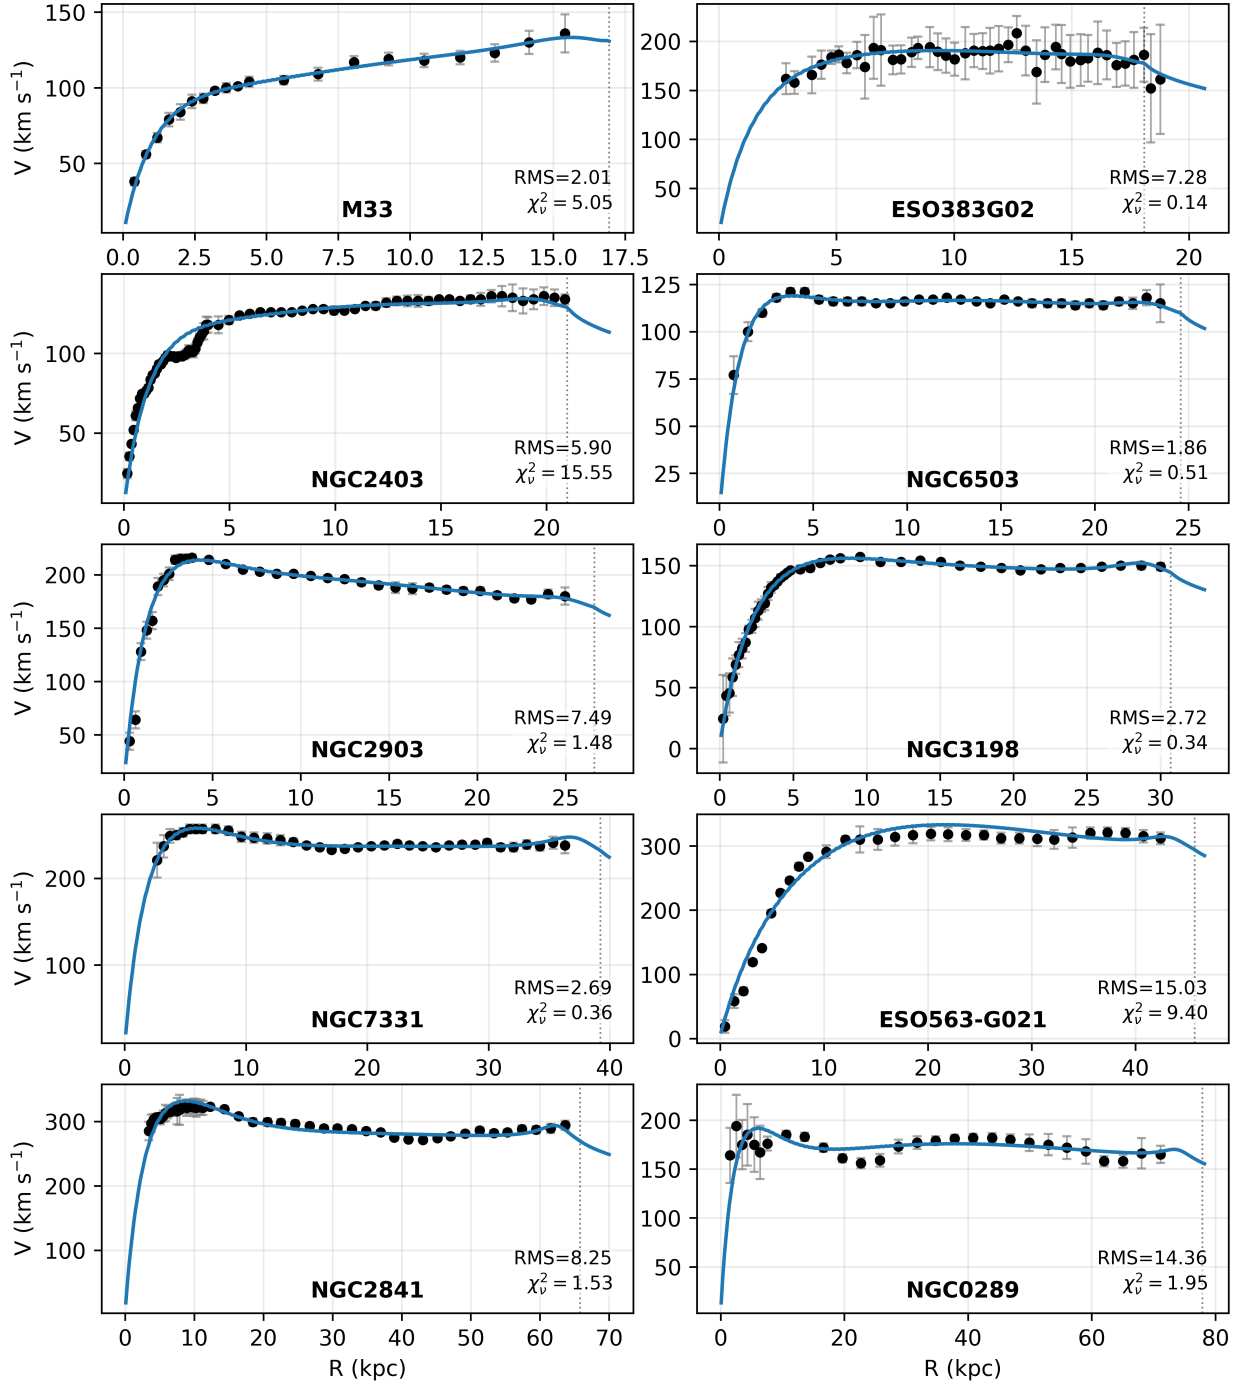 150
100
50
V (km s⁻¹)
RMS=2.01
χ²ᵥ = 5.05
M33
0.0 2.5 5.0 7.5 10.0 12.5 15.0 17.5
200
150
100
50
RMS=7.28
χ²ᵥ = 0.14
ESO383G02
0 5 10 15 20
100
50
V (km s⁻¹)
RMS=5.90
χ²ᵥ = 15.55
NGC2403
0 5 10 15 20
125
100
75
50
25
RMS=1.86
χ²ᵥ = 0.51
NGC6503
0 5 10 15 20 25
200
150
100
50
V (km s⁻¹)
RMS=7.49
χ²ᵥ = 1.48
NGC2903
0 5 10 15 20 25
150
100
50
0
RMS=2.72
χ²ᵥ = 0.34
NGC3198
0 5 10 15 20 25 30
200
100
V (km s⁻¹)
RMS=2.69
χ²ᵥ = 0.36
NGC7331
0 10 20 30 40
300
200
100
0
RMS=15.03
χ²ᵥ = 9.40
ESO563-G021
0 10 20 30 40
300
200
100
V (km s⁻¹)
RMS=8.25
χ²ᵥ = 1.53
NGC2841
0 10 20 30 40 50 60 70
R (kpc)
200
150
100
50
RMS=14.36
χ²ᵥ = 1.95
NGC0289
0 20 40 60 80
R (kpc)